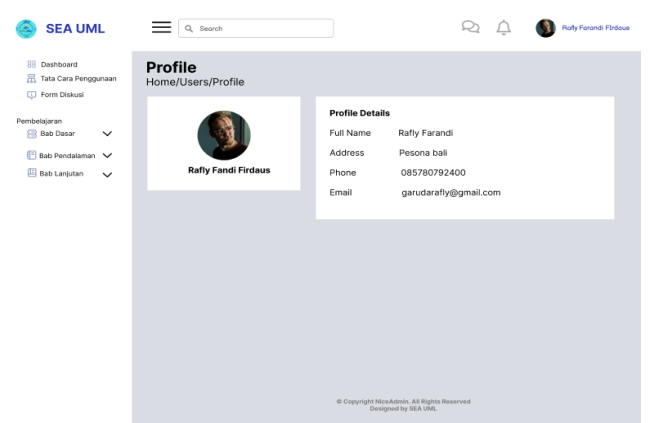 SEA UML
Search
Rafly Farandi FIrdaus
Dashboard
Tata Cara Penggunaan
Form Diskusi
Pembelajaran
Bab Dasar
Bab Pendalaman
Bab Lanjutan
Profile
Home/Users/Profile
Rafly Fandi Firdaus
Profile Details
Full Name Rafly Farandi
Address Pesona bali
Phone 085780792400
Email garudarafly@gmail.com
© Copyright NiceAdmin. All Rights Reserved
Designed by SEA UML